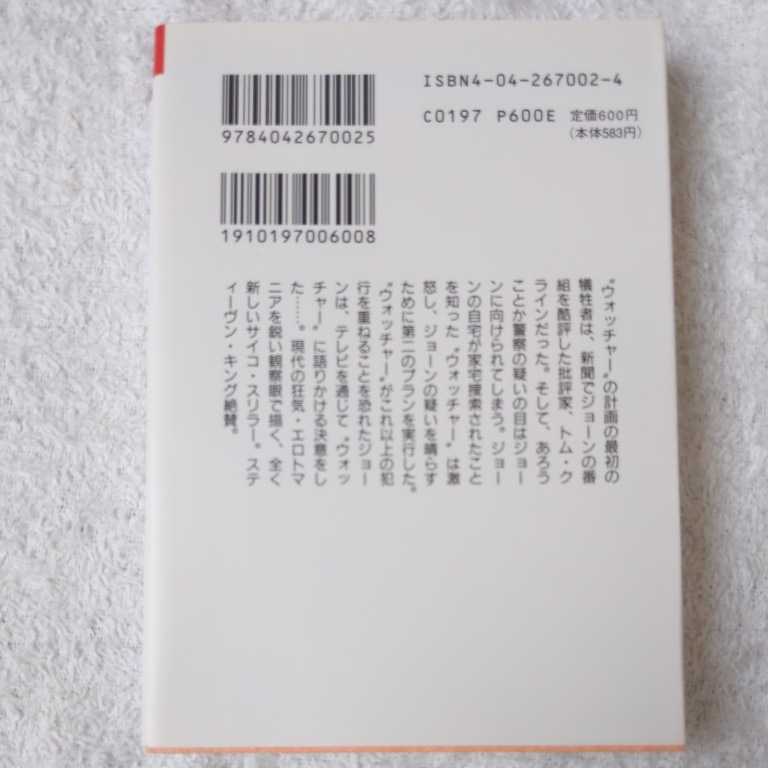 ISBN4-04-267002-4
C0197 P600E 定価600円
(本体583円)
9784042670025
1910197006008
"ウォッチャー"の計画の最初の
犠牲者は、新聞でジョーンの番
組を酷評した批評家、トム・ク
ラインだった。そして、あろう
ことか警察の疑いの目はジョー
ンに向けられてしまう。ジョー
ンの自宅が家宅捜索されたこと
を知った"ウォッチャー"は激
怒し、ジョーンの疑いを晴らす
ために第二のプランを実行した。
"ウォッチャー"がこれ以上の犯
行を重ねることを恐れたジョー
ンは、テレビを通じて"ウォッ
チャー"に語りかける決意をし
た……。現代の狂気・エロトマ
ニアを鋭い観察眼で描く、全く
新しいサイコ・スリラー。ステ
ィーヴン・キング絶賛。